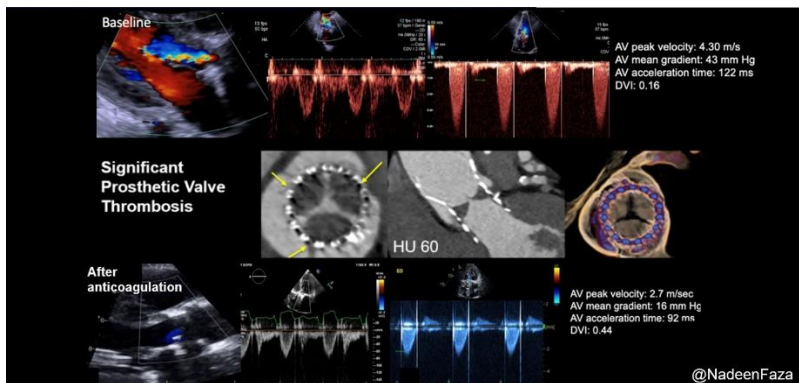 Baseline
AV peak velocity: 4.30 m/s
AV mean gradient: 43 mm Hg
AV acceleration time: 122 ms
DVI: 0.16
Significant
Prosthetic Valve
Thrombosis
HU 60
After
anticoagulation
AV peak velocity: 2.7 m/sec
AV mean gradient: 16 mm Hg
AV acceleration time: 92 ms
DVI: 0.44
@NadeenFaza